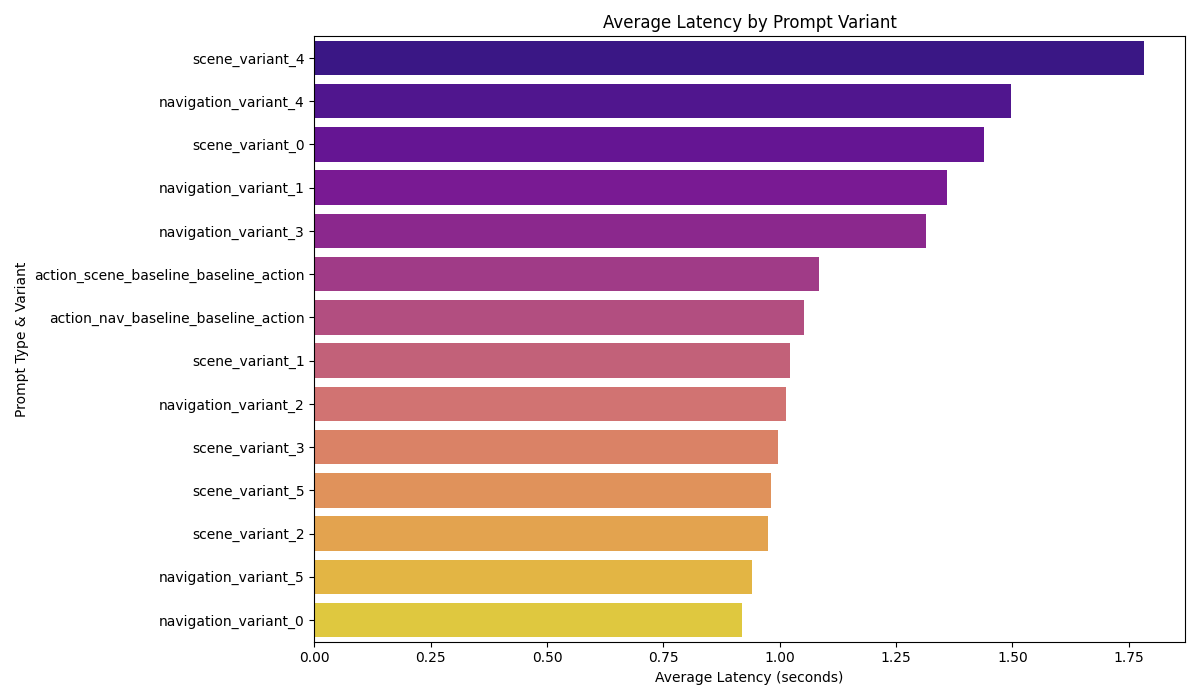 Average Latency by Prompt Variant
Prompt Type & Variant
scene_variant_4
navigation_variant_4
scene_variant_0
navigation_variant_1
navigation_variant_3
action_scene_baseline_baseline_action
action_nav_baseline_baseline_action
scene_variant_1
navigation_variant_2
scene_variant_3
scene_variant_5
scene_variant_2
navigation_variant_5
navigation_variant_0
0.00 0.25 0.50 0.75 1.00 1.25 1.50 1.75
Average Latency (seconds)